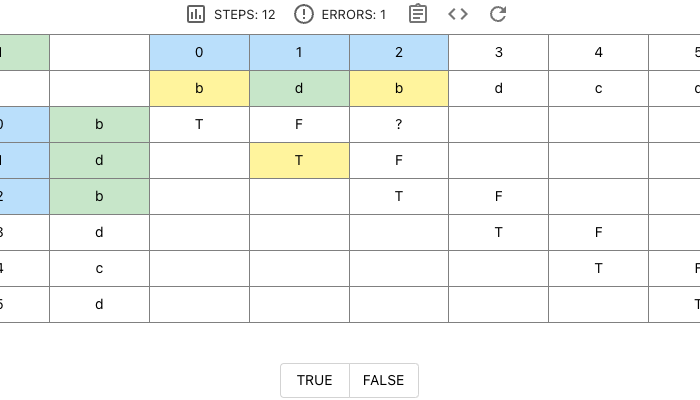 STEPS: 12 ERRORS: 1
0 1 2 3 4 5
b d b d c
0 b T F ?
1 d T F
2 b T F
3 d T F
4 c T F
5 d T
TRUE FALSE